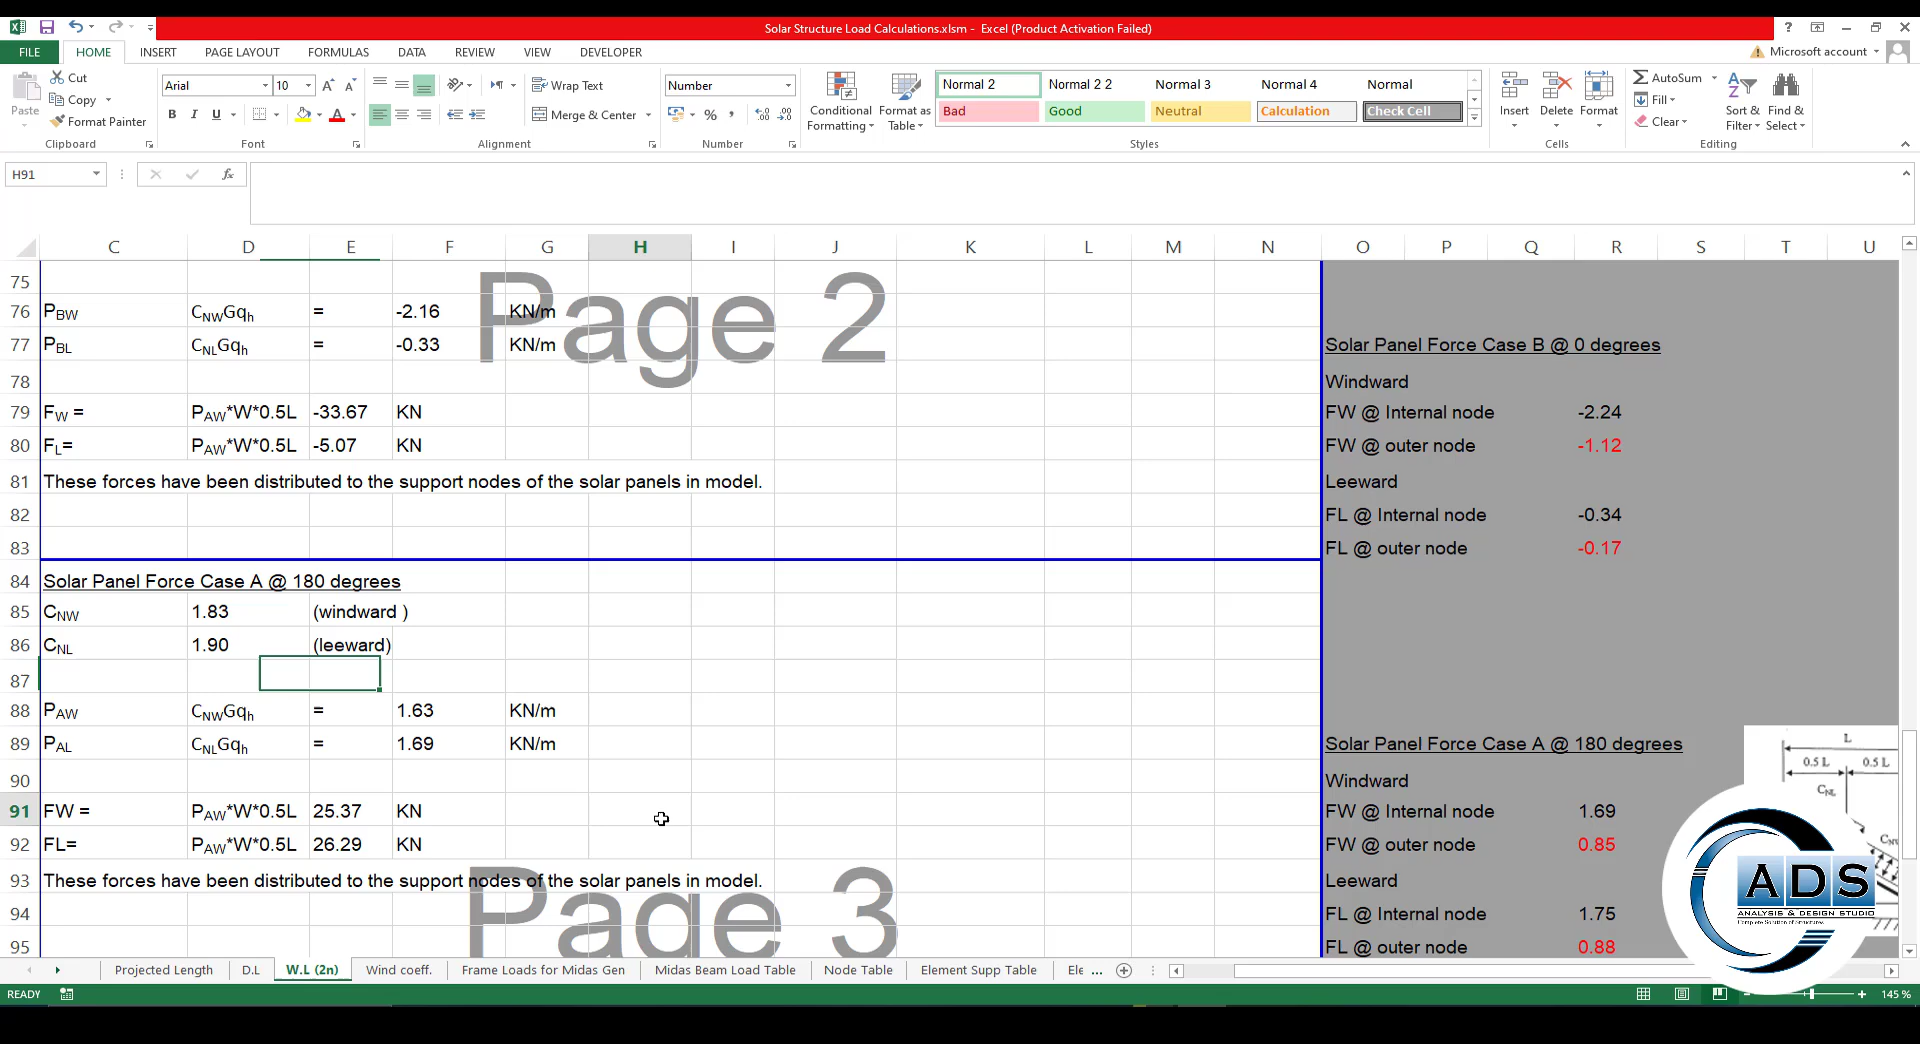 Solar Structure Load Calculations.xlsm - Excel (Product Activation Failed)
FILE HOME INSERT PAGE LAYOUT FORMULAS DATA REVIEW VIEW DEVELOPER
Microsoft account
Paste
Cut
Copy
Format Painter
Clipboard
Arial 10
B I U
Font
Wrap Text
Merge & Center
Alignment
Number
Number
Conditional Formatting
Format as Table
Normal 2 Normal 2 2 Normal 3 Normal 4 Normal
Bad Good Neutral Calculation Check Cell
Styles
Insert Delete Format
Cells
AutoSum
Fill
Clear
Sort & Filter
Find & Select
Editing
H91
fx
C D E F G H I J K L M N O P Q R S T U
Page 2
75
76 PBW CNWGqh = -2.16 KN/m
77 PBL CNLGqh = -0.33 KN/m Solar Panel Force Case B @ 0 degrees
78 Windward
79 FW = PAW*W*0.5L -33.67 KN FW @ Internal node -2.24
80 FL= PAW*W*0.5L -5.07 KN FW @ outer node -1.12
81 These forces have been distributed to the support nodes of the solar panels in model. Leeward
82 FL @ Internal node -0.34
83 FL @ outer node -0.17
84 Solar Panel Force Case A @ 180 degrees
85 CNW 1.83 (windward )
86 CNL 1.90 (leeward)
87
88 PAW CNWGqh = 1.63 KN/m
89 PAL CNLGqh = 1.69 KN/m Solar Panel Force Case A @ 180 degrees
90 Windward
91 FW = PAW*W*0.5L 25.37 KN FW @ Internal node 1.69
92 FL= PAW*W*0.5L 26.29 KN FW @ outer node 0.85
93 These forces have been distributed to the support nodes of the solar panels in model. Leeward
94 FL @ Internal node 1.75
95 FL @ outer node 0.88
Page 3
L
0.5 L 0.5 L
CNL
ADS
ANALYSIS & DESIGN STUDIO
Complete Solution of Structures
Projected Length D.L W.L (2n) Wind coeff. Frame Loads for Midas Gen Midas Beam Load Table Node Table Element Supp Table Ele ...
READY
145 %